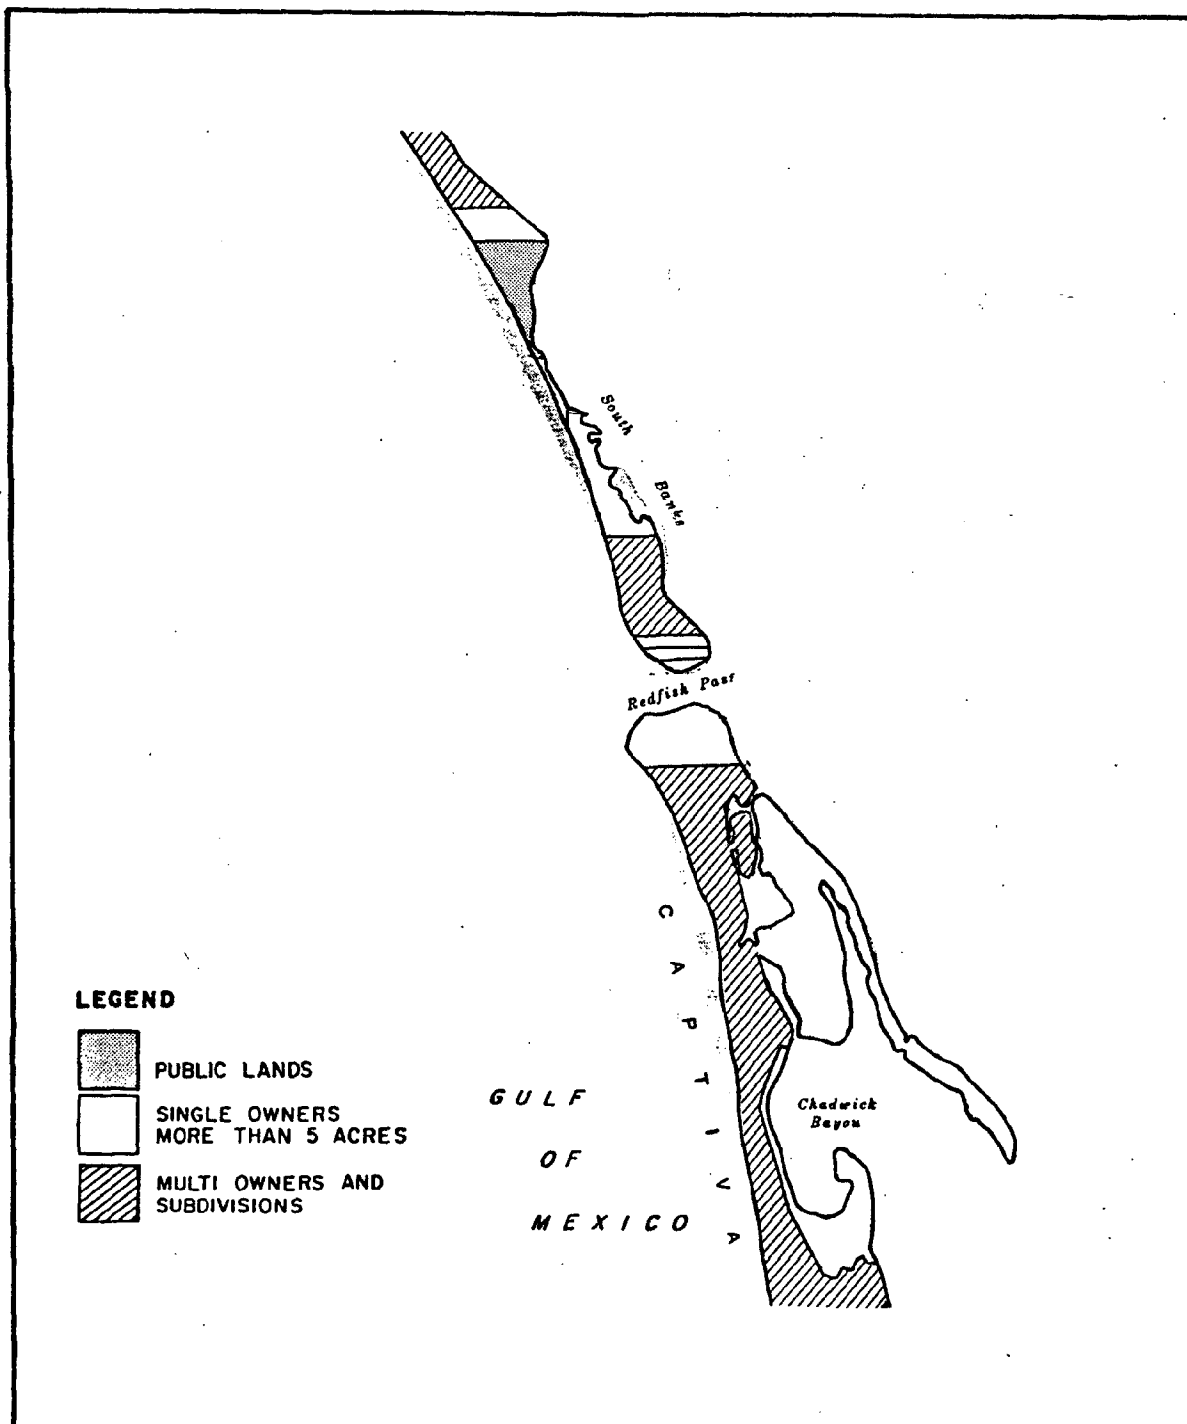 South
Banks
Redfish Pass
CAPTIVA
LEGEND
PUBLIC LANDS
SINGLE OWNERS
MORE THAN 5 ACRES
MULTI OWNERS AND
SUBDIVISIONS
GULF
OF
MEXICO
Chadwick
Bayou